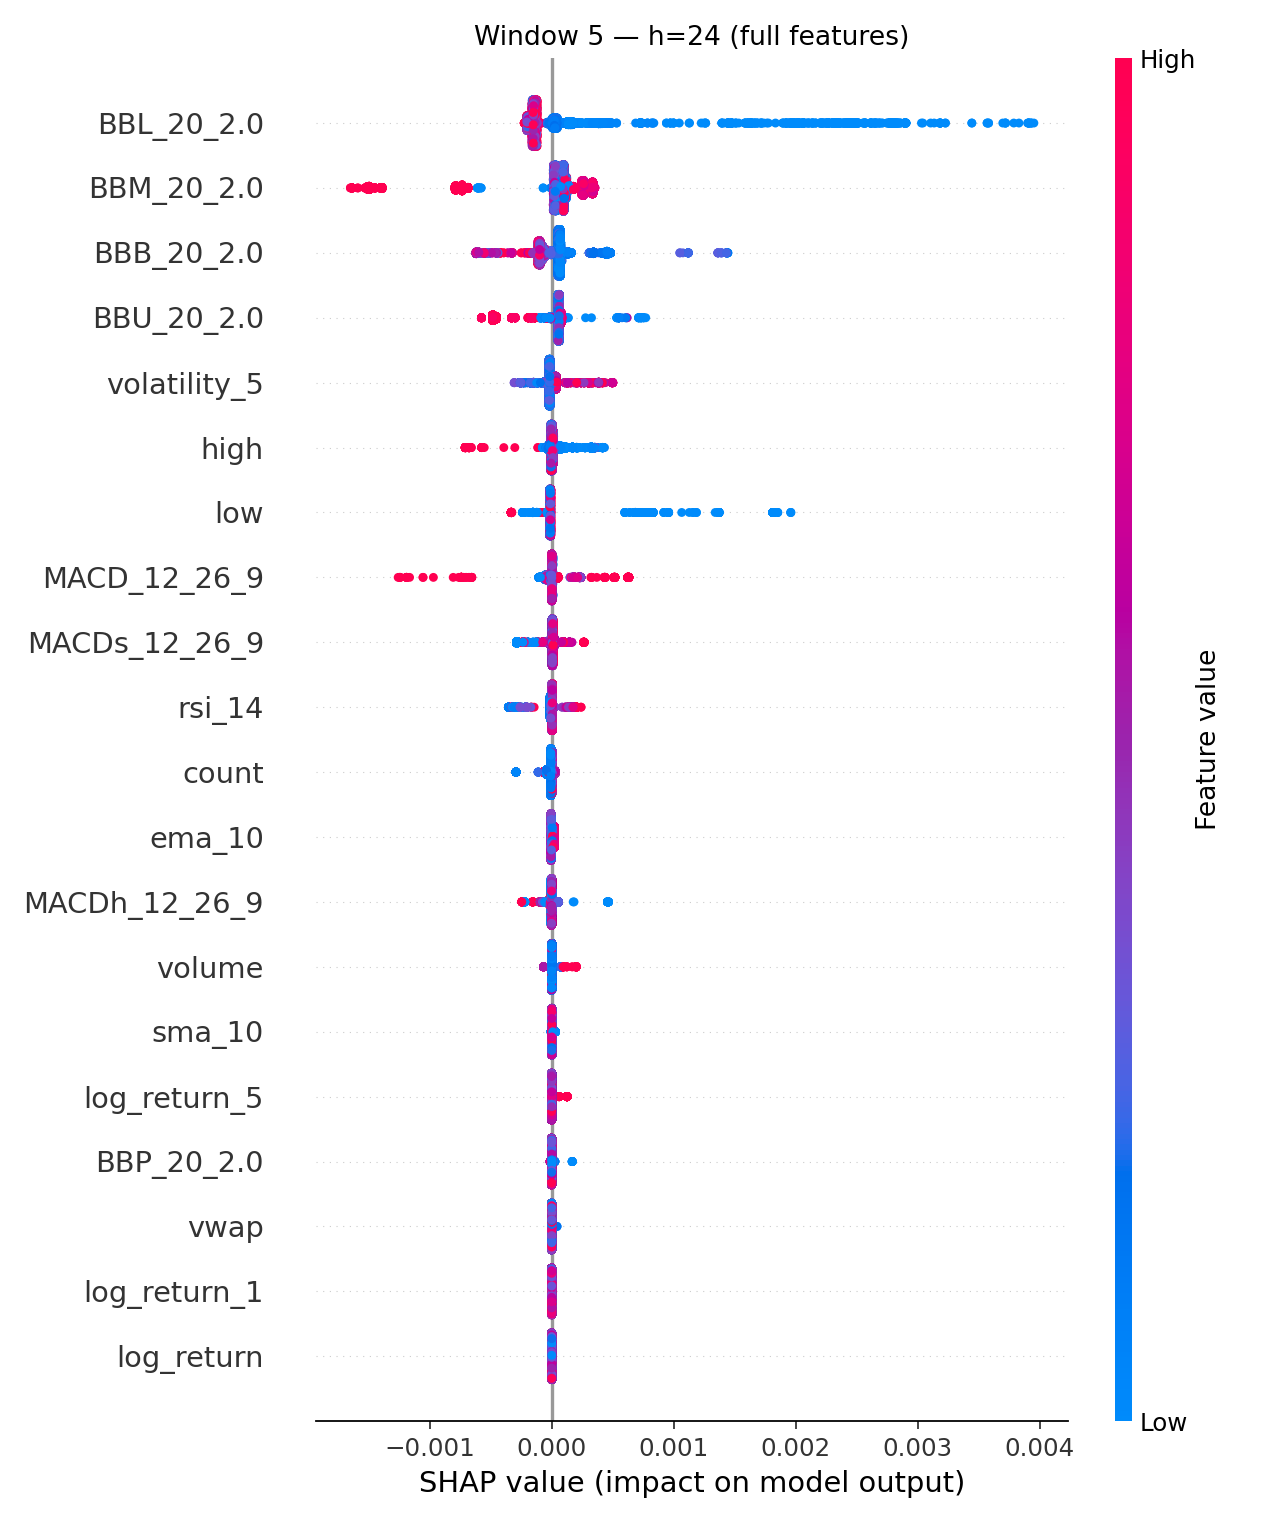 Window 5 — h=24 (full features)
High
BBL_20_2.0
BBM_20_2.0
BBB_20_2.0
BBU_20_2.0
volatility_5
high
low
MACD_12_26_9
MACDs_12_26_9
rsi_14
count
ema_10
MACDh_12_26_9
volume
sma_10
log_return_5
BBP_20_2.0
vwap
log_return_1
log_return
Feature value
Low
−0.001 0.000 0.001 0.002 0.003 0.004
SHAP value (impact on model output)